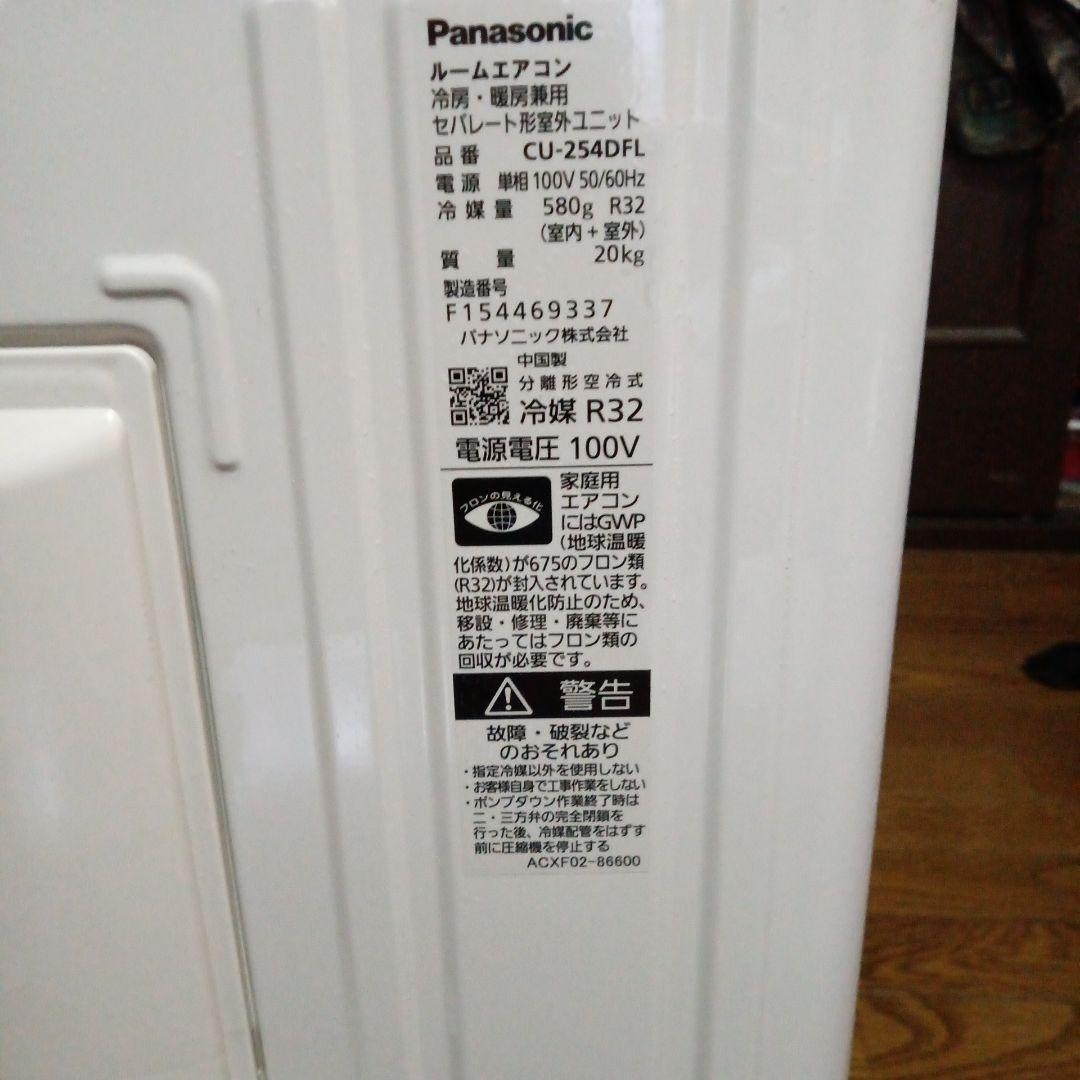 Panasonic
ルームエアコン
冷房・暖房兼用
セパレート形室外ユニット
品番 CU-254DFL
電源 単相100V 50/60Hz
冷媒量 580g R32
(室内+室外)
質量 20kg
製造番号
F154469337
パナソニック株式会社
中国製
分離形空冷式
冷媒 R32
電源電圧 100V
フロンの見える化
家庭用
エアコン
にはGWP
(地球温暖
化係数)が675のフロン類
(R32)が封入されています。
地球温暖化防止のため、
移設・修理・廃棄等に
あたってはフロン類の
回収が必要です。
警告
故障・破裂など
のおそれあり
・指定冷媒以外を使用しない
・お客様自身で工事作業をしない
・ポンプダウン作業終了時は
二・三方弁の完全閉鎖を
行った後、冷媒配管をはずす
前に圧縮機を停止する
ACXF02-86600